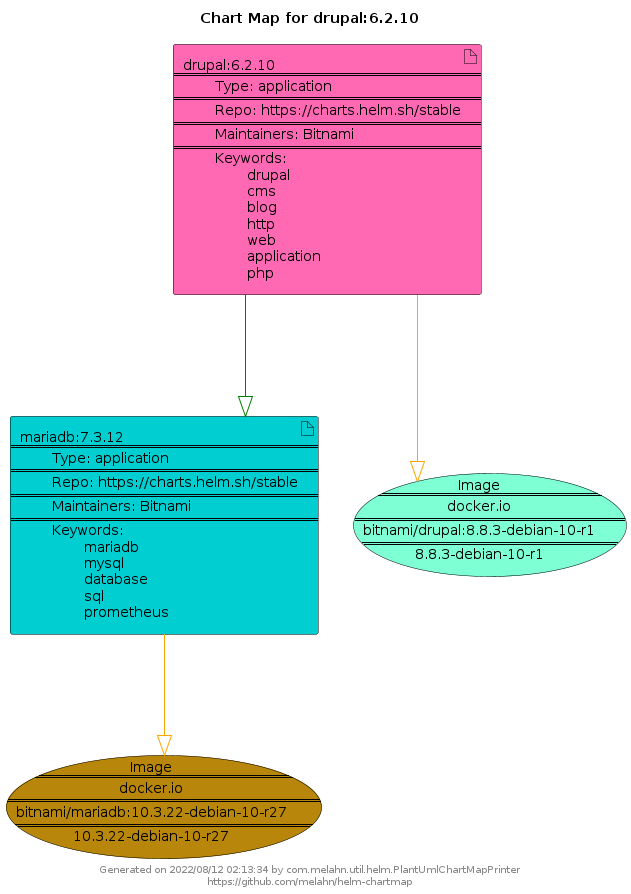 Chart Map for drupal:6.2.10
drupal:6.2.10
Type: application
Repo: https://charts.helm.sh/stable
Maintainers: Bitnami
Keywords:
drupal
cms
blog
http
web
application
php
mariadb:7.3.12
Type: application
Repo: https://charts.helm.sh/stable
Maintainers: Bitnami
Keywords:
mariadb
mysql
database
sql
prometheus
Image
docker.io
bitnami/drupal:8.8.3-debian-10-r1
8.8.3-debian-10-r1
Image
docker.io
bitnami/mariadb:10.3.22-debian-10-r27
10.3.22-debian-10-r27
Generated on 2022/08/12 02:13:34 by com.melahn.util.helm.PlantUmlChartMapPrinter
https://github.com/melahn/helm-chartmap